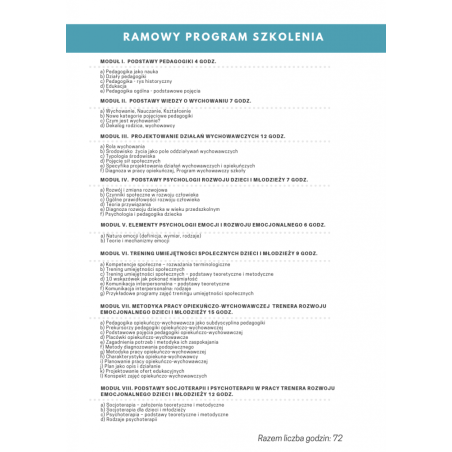 RAMOWY PROGRAM SZKOLENIA
MODUŁ I. PODSTAWY PEDAGOGIKI 4 GODZ.
a) Pedagogika jako nauka
b) Działy pedagogiki
c) Pedagogika - rys historyczny
d) Edukacja
e) Pedagogika ogólna - podstawowe pojęcia
MODUŁ II. PODSTAWY WIEDZY O WYCHOWANIU 7 GODZ.
a) Wychowanie, Nauczanie, Kształcenie
b) Nowe kategorie pojęciowe pedagogiki
c) Czym jest wychowanie?
d) Dekalog rodzica, wychowawcy
MODUŁ III. PROJEKTOWANIE DZIAŁAŃ WYCHOWAWCZYCH 12 GODZ.
a) Rola wychowania
b) Środowisko życia jako pole oddziaływań wychowawczych
c) Typologia środowiska
d) Pojęcie sił społecznych
e) Specyfika projektowania działań wychowawczych i opiekuńczych
f) Diagnoza w pracy opiekuńczej, Program wychowawczy szkoły
MODUŁ IV. PODSTAWY PSYCHOLOGII ROZWOJU DZIECI I MŁODZIEŻY 7 GODZ.
a) Rozwój i zmiana rozwojowa
b) Czynniki społeczne w rozwoju człowieka
c) Ogólne prawidłowości rozwoju człowieka
d) Teoria przywiązania
e) Diagnoza rozwoju dziecka w wieku przedszkolnym
f) Psychologia i pedagogika dziecka
MODUŁ V. ELEMENTY PSYCHOLOGII EMOCJI I ROZWOJU EMOCJONALNEGO 6 GODZ.
a) Natura emocji (definicja, wymiar, rodzaje)
b) Teorie i mechanizmy emocji
MODUŁ VI. TRENING UMIEJĘTNOŚCI SPOŁECZNYCH DZIECI I MŁODZIEŻY 9 GODZ.
a) Kompetencje społeczne - rozważania terminologiczne
b) Trening umiejętności społecznych
c) Trening umiejętności społecznych - podstawy teoretyczne i metodyczne
d) 10 wskazówek jak pokonać nieśmiałość
e) Komunikacja interpersonalna - podstawy teoretyczne
f) Komunikacja interpersonalna- rodzaje
g) Przykładowe programy zajęć treningu umiejętności społecznych
MODUŁ VII. METODYKA PRACY OPIEKUŃCZO-WYCHOWAWCZEJ TRENERA ROZWOJU
EMOCJONALNEGO DZIECI I MŁODZIEŻY 15 GODZ.
a) Pedagogika opiekuńczo-wychowawcza jako subdyscyplina pedagogiki
b) Prekursorzy pedagogiki opiekuńczo-wychowawczej
c) Podstawowe pojęcia pedagogiki opiekuńczo-wychowawczej
d) Placówki opiekuńczo-wychowawcze
e) Zagadnienia potrzeb i metodyka ich zaspokajania
f) Metody diagnozowania podopiecznego
g) Metodyka pracy opiekuńczo-wychowawczej
h) Charakterystyka opiekuna-wychowawcy
i) Planowanie pracy opiekuńczo-wychowawczej
j) Plan jako opis i działanie
k) Projektowanie ofert edukacyjnych
l) Konspekt zajęć opiekuńczo-wychowawczych
MODUŁ VIII. PODSTAWY SOCJOTERAPII I PSYCHOTERAPII W PRACY TRENERA ROZWOJU
EMOCJONALNEGO DZIECI I MŁODZIEŻY 12 GODZ.
a) Socjoterapia - założenia teoretyczne i metodyczne
b) Socjoterapia dla dzieci i młodzieży
c) Psychoterapia - podstawy teoretyczne i metodyczne
d) Rodzaje psychoterapii
Razem liczba godzin: 72